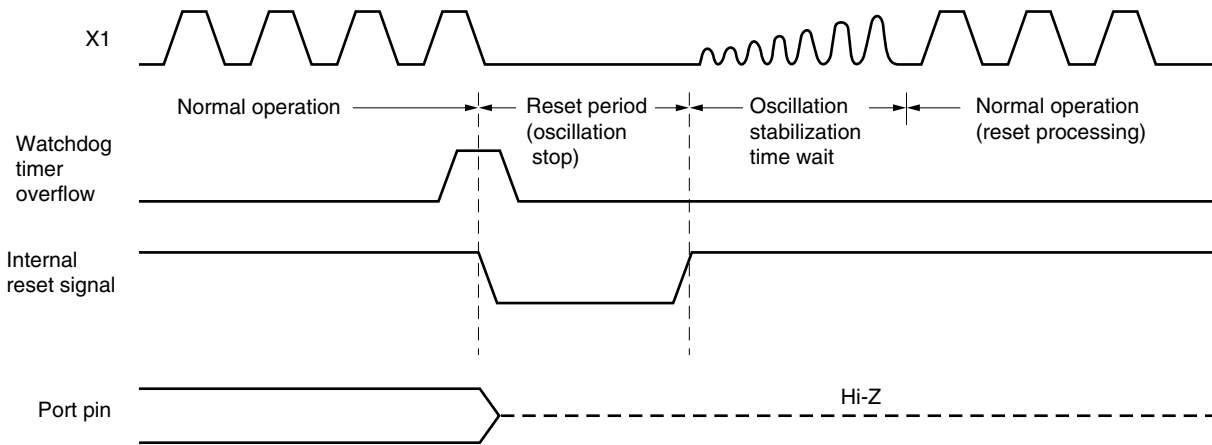 X1
Normal operation
Reset period
(oscillation
stop)
Oscillation
stabilization
time wait
Normal operation
(reset processing)
Watchdog
timer
overflow
Internal
reset signal
Port pin
Hi-Z